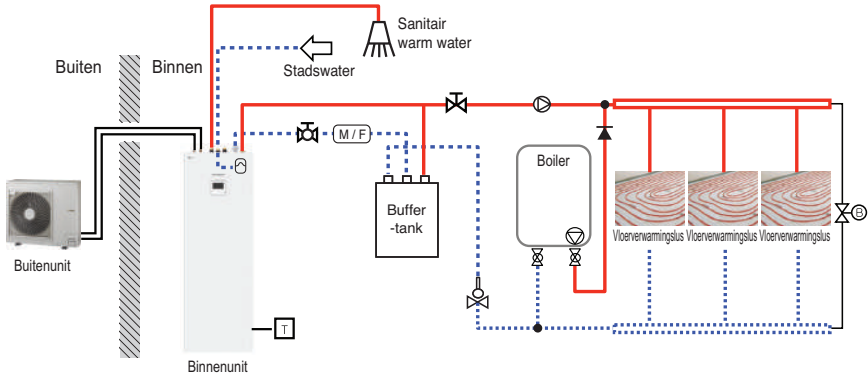 Sanitair
warm water
Stadswater
Buiten
Binnen
M / F
Boiler
Buffer
-tank
Vloerverwarmingslus
Vloerverwarmingslus
Vloerverwarmingslus
B
Buitenunit
T
Binnenunit